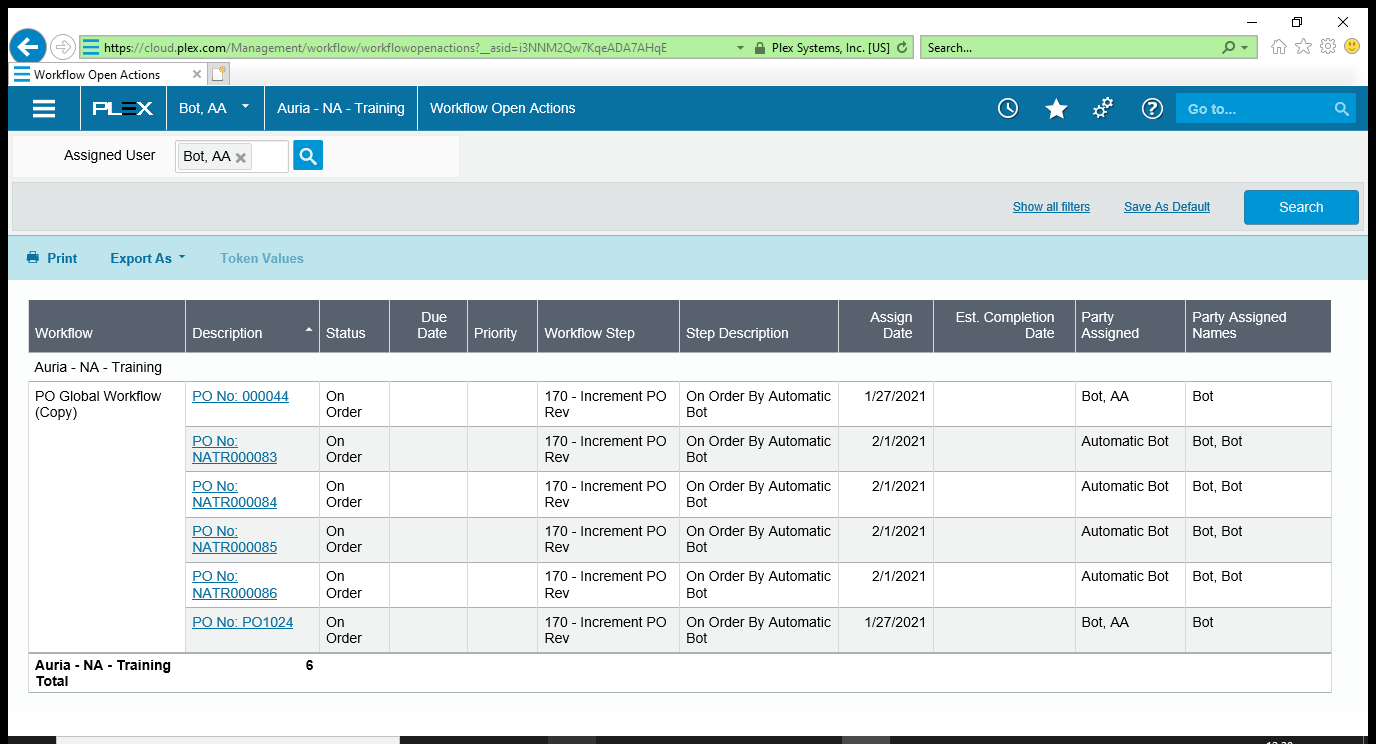 https://cloud.plex.com/Management/workflow/workflowopenactions?__asid=i3NNM2Qw7KqeADA7AHqE
Plex Systems, Inc. [US]
Search...
Workflow Open Actions
PLEX
Bot, AA
Auria - NA - Training
Workflow Open Actions
Go to...
Assigned User
Bot, AA
Show all filters
Save As Default
Search
Print
Export As
Token Values
Workflow
Description
Status
Due
Date
Priority
Workflow Step
Step Description
Assign
Date
Est. Completion
Date
Party
Assigned
Party Assigned
Names
Auria - NA - Training
PO Global Workflow
(Copy)
PO No: 000044
On
Order
170 - Increment PO
Rev
On Order By Automatic
Bot
1/27/2021
Bot, AA
Bot
PO No:
NATR000083
On
Order
170 - Increment PO
Rev
On Order By Automatic
Bot
2/1/2021
Automatic Bot
Bot, Bot
PO No:
NATR000084
On
Order
170 - Increment PO
Rev
On Order By Automatic
Bot
2/1/2021
Automatic Bot
Bot, Bot
PO No:
NATR000085
On
Order
170 - Increment PO
Rev
On Order By Automatic
Bot
2/1/2021
Automatic Bot
Bot, Bot
PO No:
NATR000086
On
Order
170 - Increment PO
Rev
On Order By Automatic
Bot
2/1/2021
Automatic Bot
Bot, Bot
PO No: PO1024
On
Order
170 - Increment PO
Rev
On Order By Automatic
Bot
1/27/2021
Bot, AA
Bot
Auria - NA - Training
Total
6